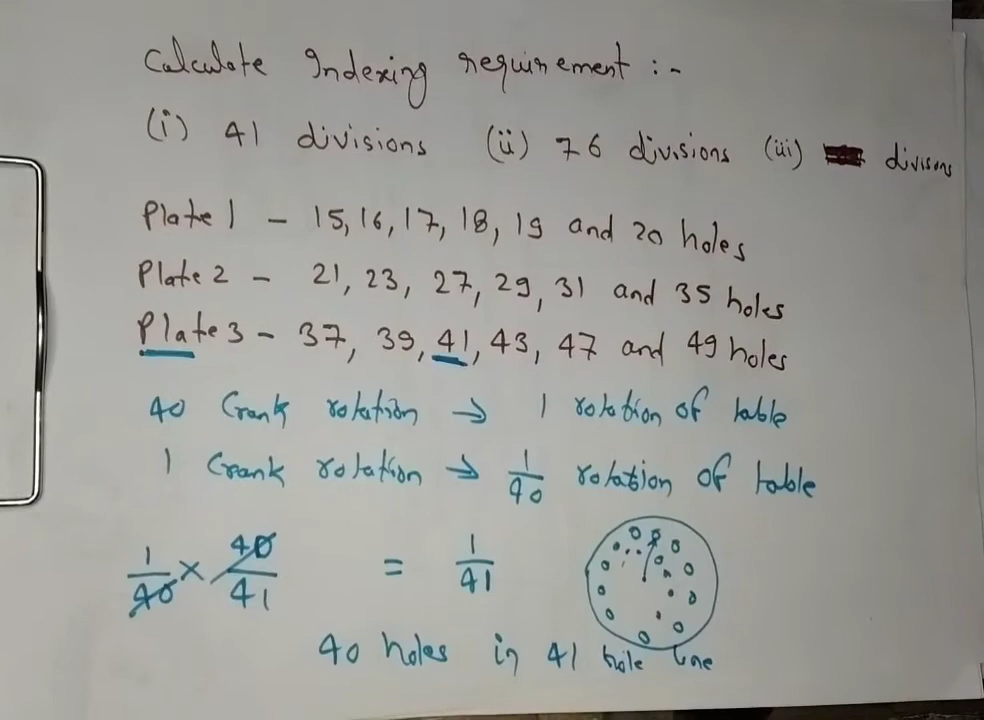 Calculate Indexing requirement :-
(i) 41 divisions (ii) 76 divisions (iii) divisons
Plate 1 - 15, 16, 17, 18, 19 and 20 holes
Plate 2 - 21, 23, 27, 29, 31 and 35 holes
Plate 3 - 37, 39, 41, 43, 47 and 49 holes
40 Crank rotation → 1 rotation of table
1 Crank rotation → 1/40 rotation of table
1/40 × 40/41 = 1/41
40 holes in 41 hole line